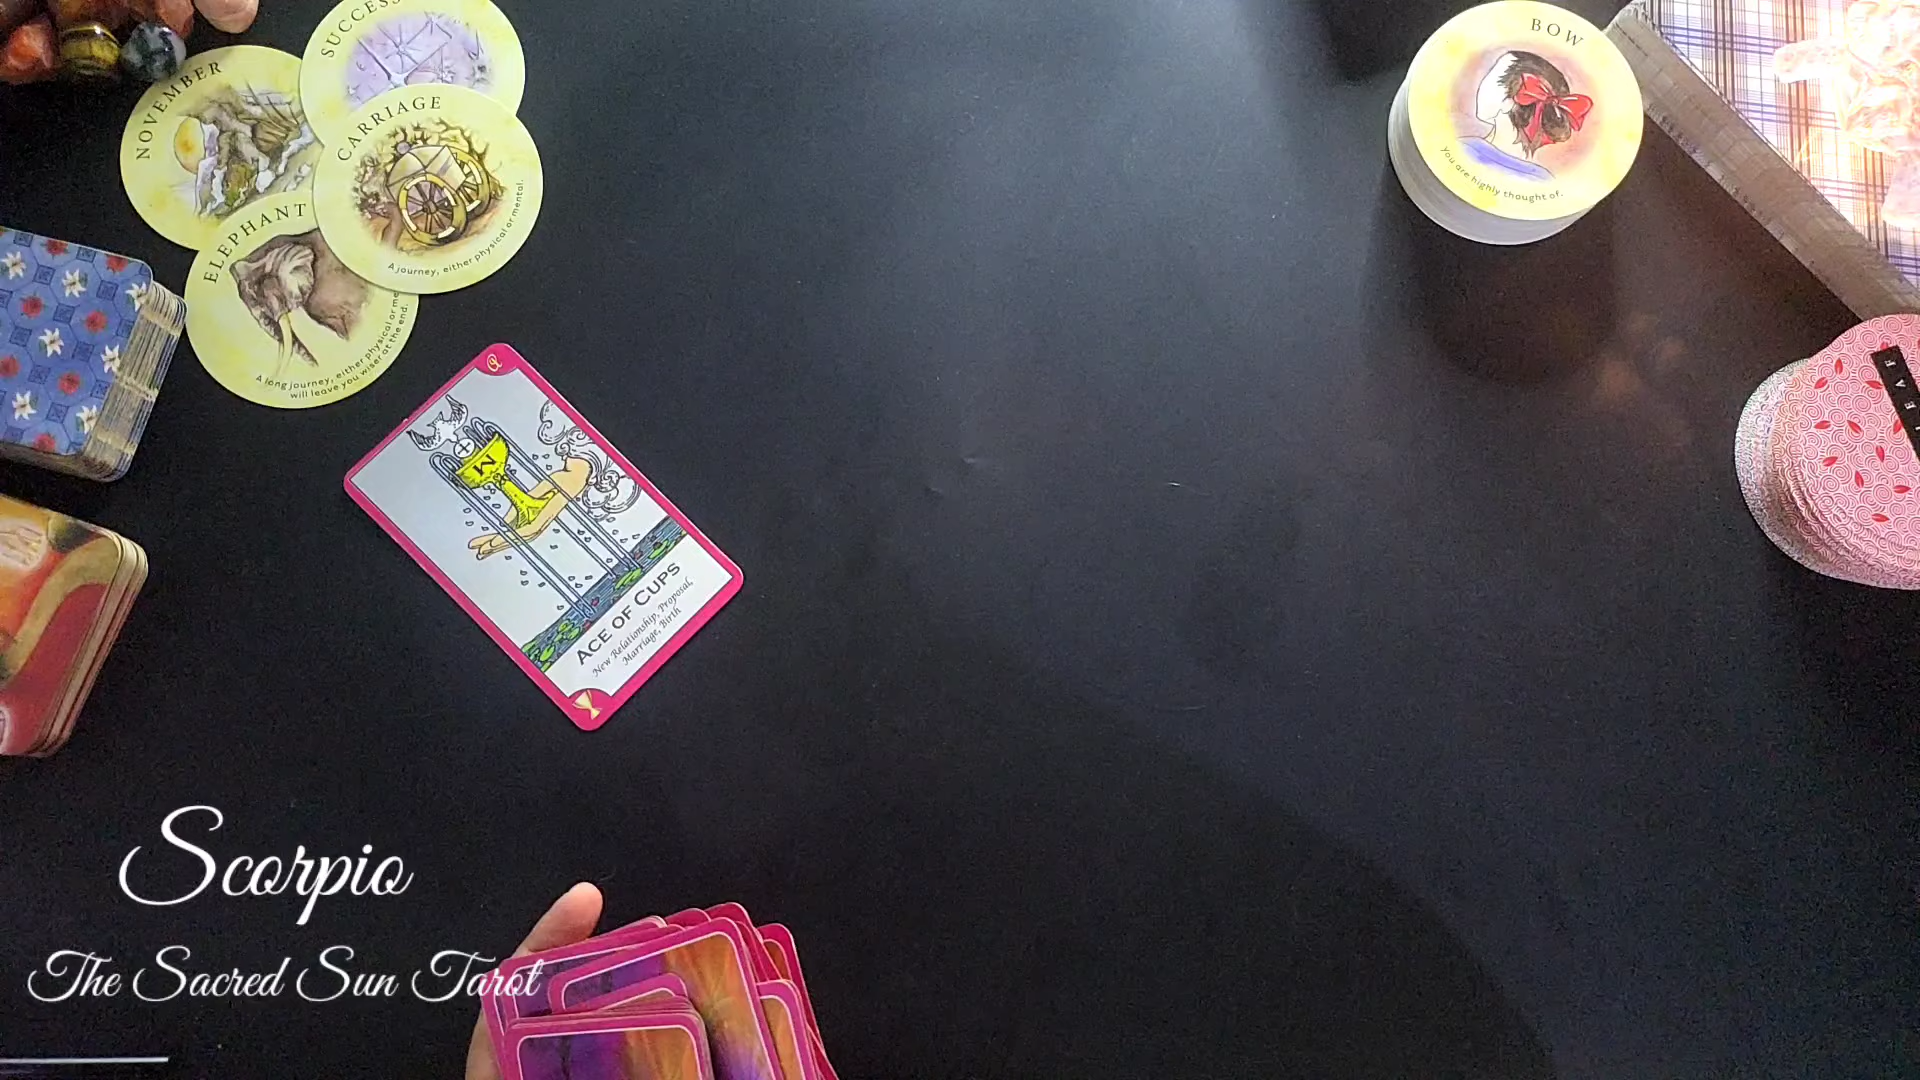 SUCCESS
BOW
You are highly thought of.
NOVEMBER
CARRIAGE
A journey, either physical or mental.
ELEPHANT
A long journey, either physical or me
will leave you wiser at the end.
ACE OF CUPS
New Relationship, Proposal,
Marriage, Birth
Scorpio
The Sacred Sun Tarot